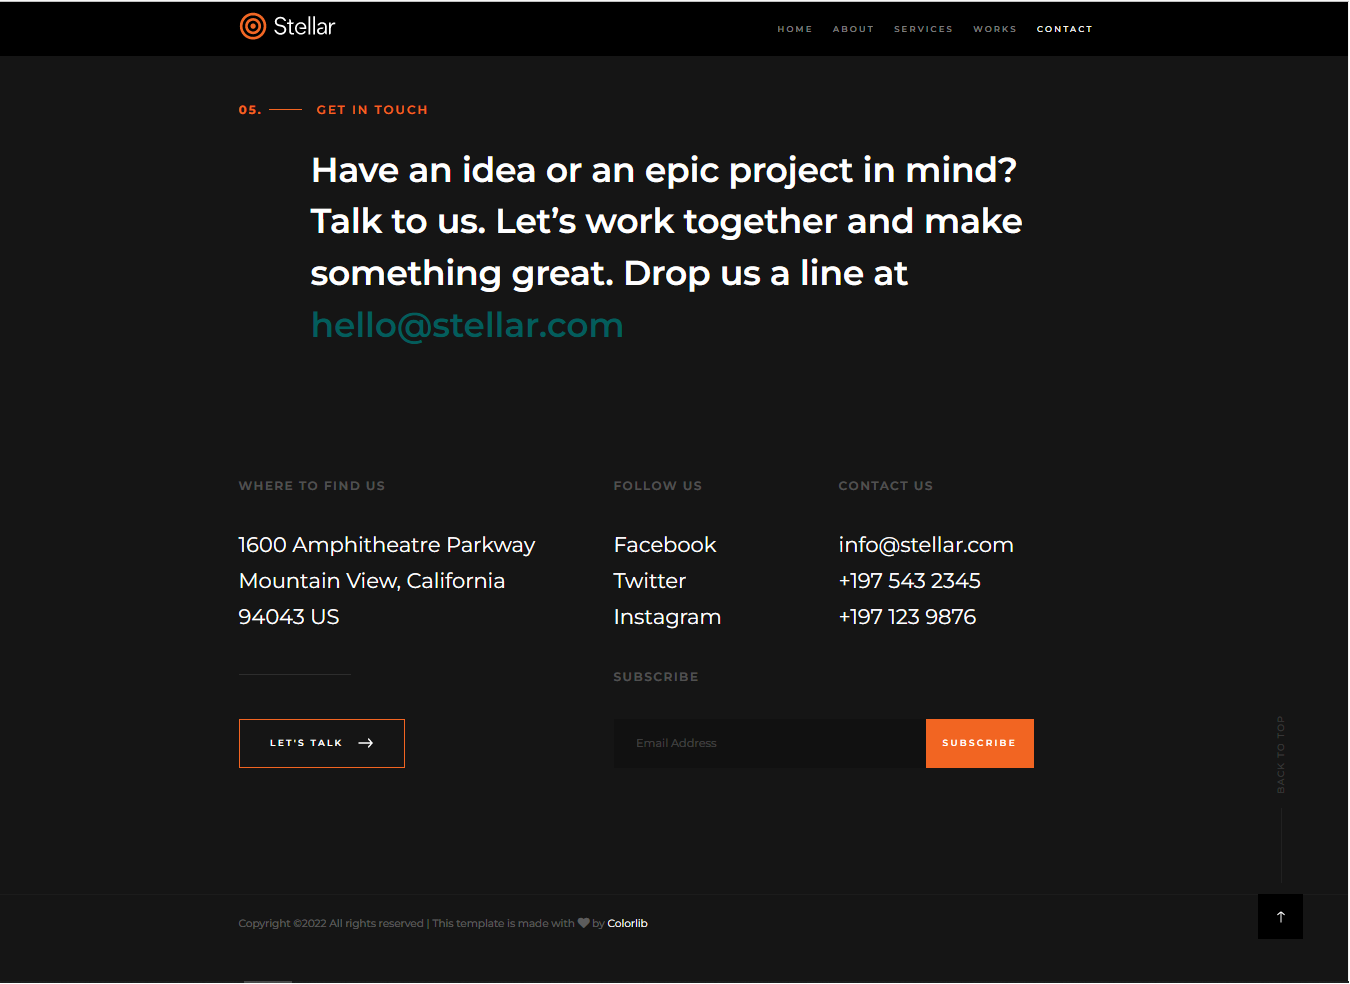 Stellar
HOME ABOUT SERVICES WORKS CONTACT
05. GET IN TOUCH
Have an idea or an epic project in mind?
Talk to us. Let’s work together and make
something great. Drop us a line at
hello@stellar.com
WHERE TO FIND US
1600 Amphitheatre Parkway
Mountain View, California
94043 US
LET'S TALK
FOLLOW US
Facebook
Twitter
Instagram
CONTACT US
info@stellar.com
+197 543 2345
+197 123 9876
SUBSCRIBE
Email Address
SUBSCRIBE
BACK TO TOP
Copyright ©2022 All rights reserved | This template is made with ♥ by Colorlib